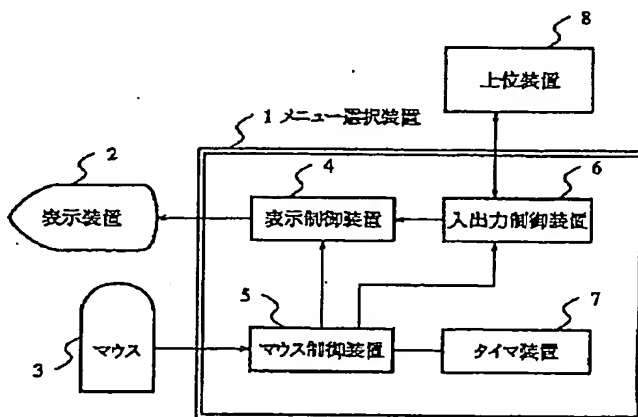 8
上位装置
1 メニュー選択装置
2
表示装置
4
表示制御装置
6
入出力制御装置
5
マウス制御装置
7
タイマ装置
3
マウス